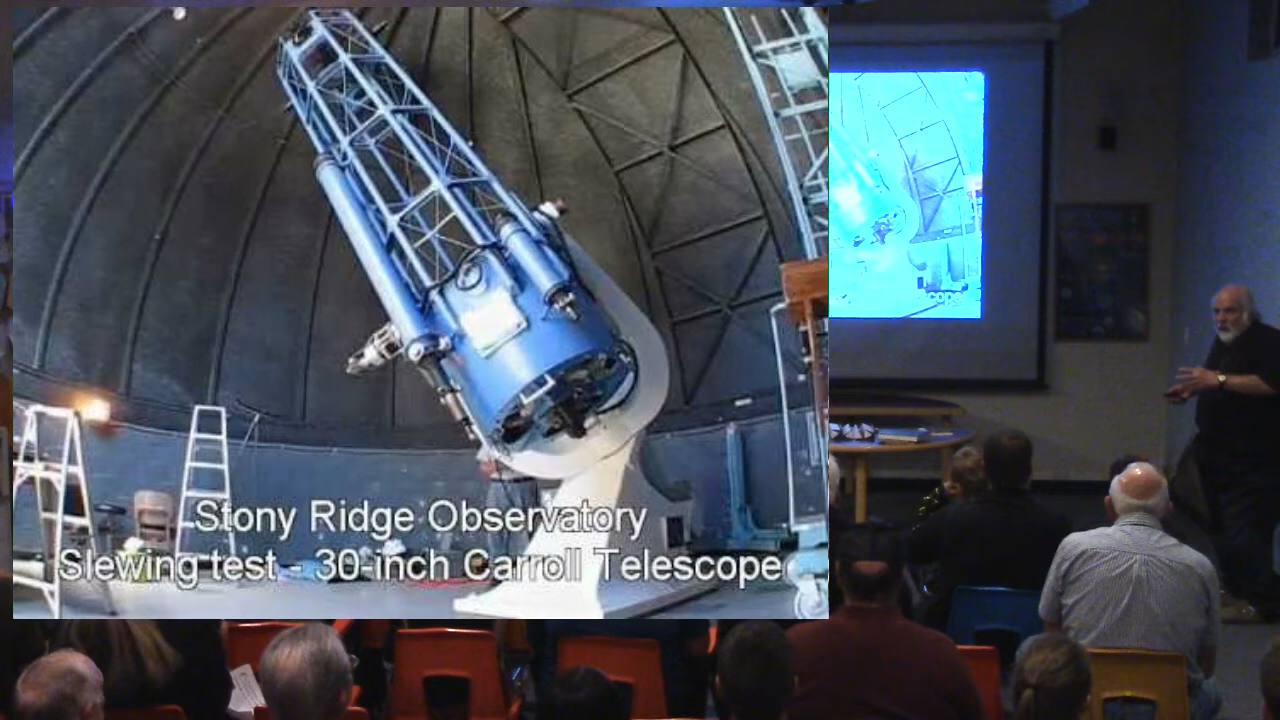 Stony Ridge Observatory
Slewing test - 30-inch Carroll Telescope